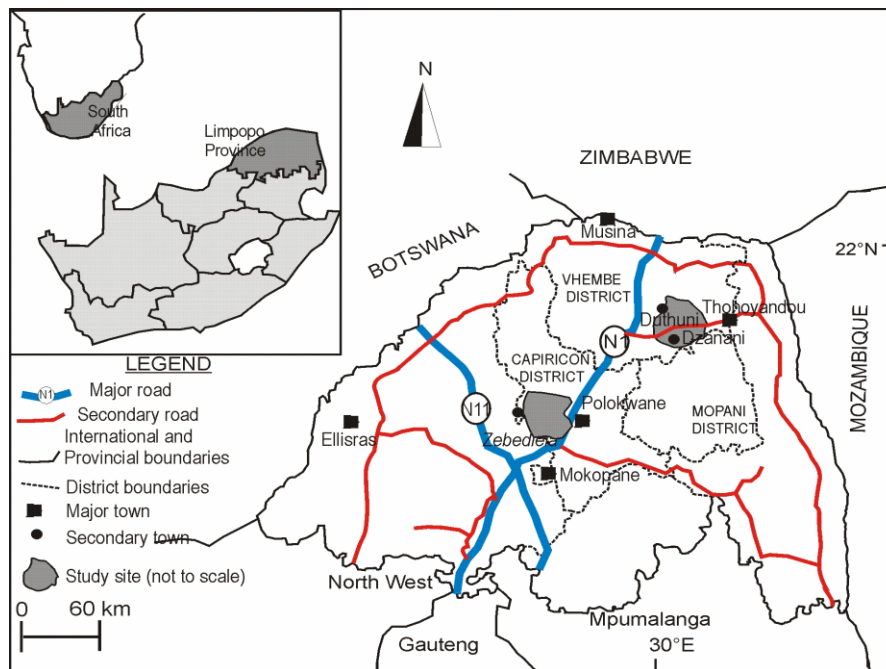 South
Africa
Limpopo
Province
N
ZIMBABWE
BOTSWANA
Musina
22°N
VHEMBE
DISTRICT
Duthuni
Thohoyandou
Dzanani
MOZAMBIQUE
N1
CAPIRICON
DISTRICT
N11
Polokwane
MOPANI
DISTRICT
Zebediela
Ellisras
Mokopane
LEGEND
N1 Major road
Secondary road
International and
Provincial boundaries
District boundaries
Major town
Secondary town
Study site (not to scale)
0 60 km
North West
Gauteng
Mpumalanga
30°E